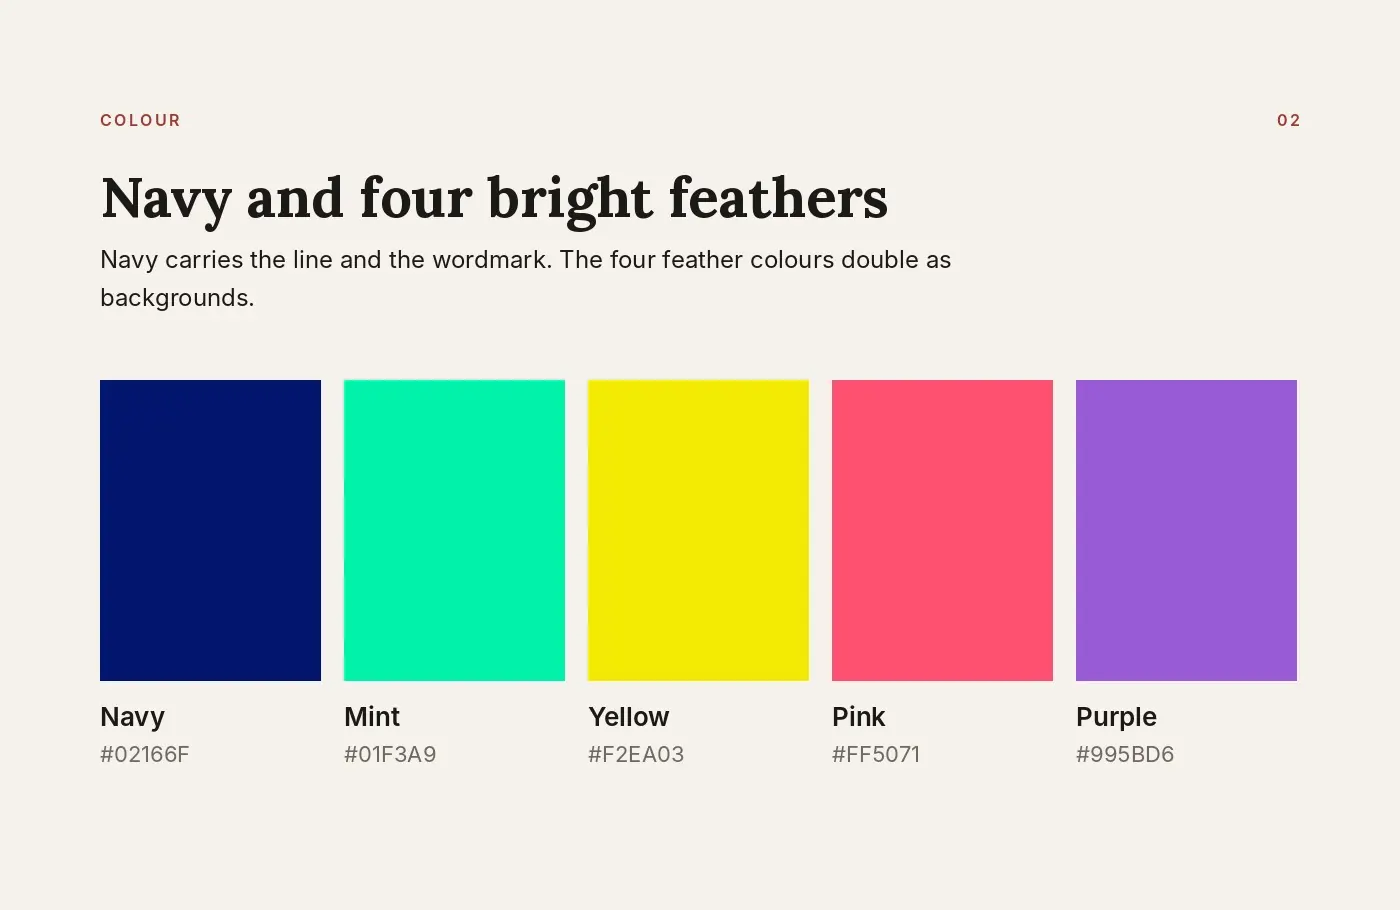 COLOUR
02
Navy and four bright feathers
Navy carries the line and the wordmark. The four feather colours double as
backgrounds.
Navy
#02166F
Mint
#01F3A9
Yellow
#F2EA03
Pink
#FF5071
Purple
#995BD6